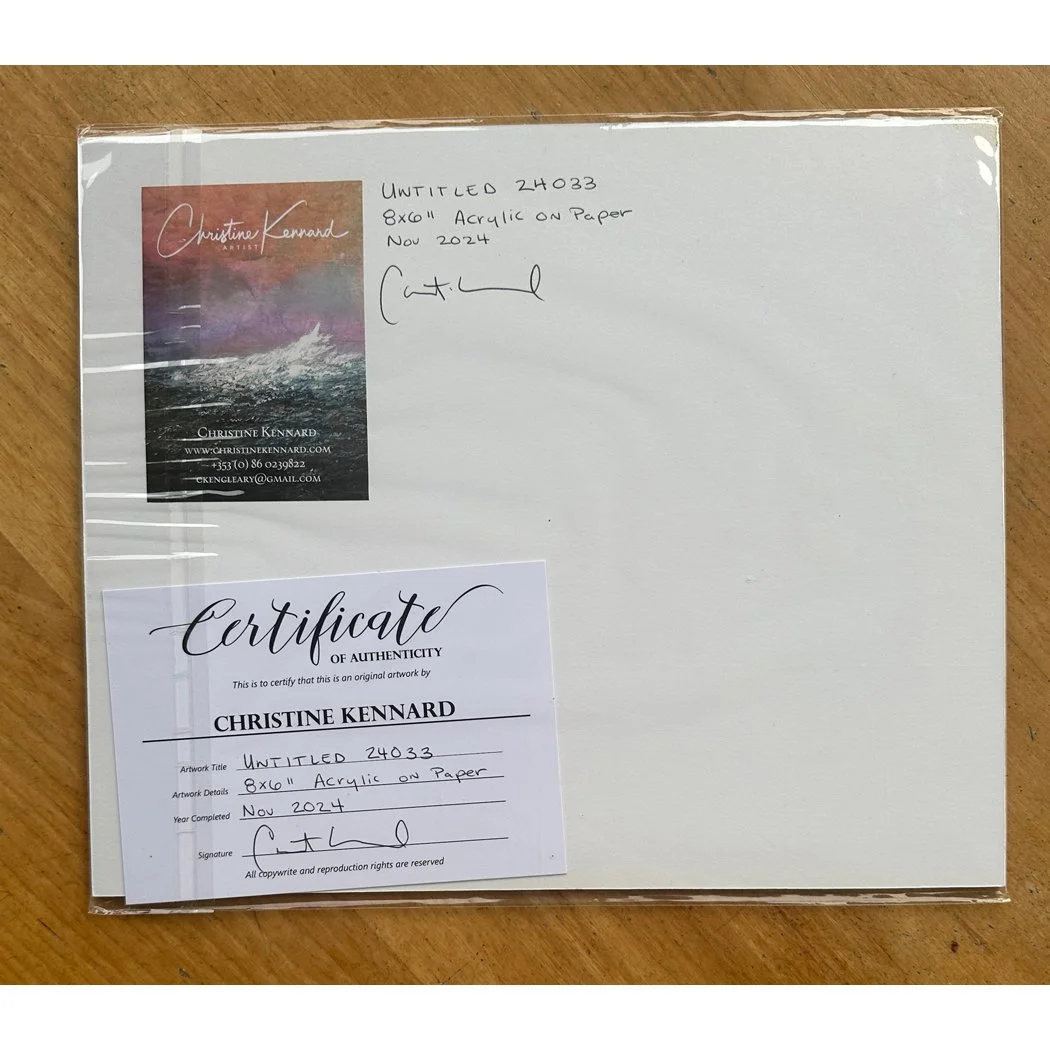 Christine Kennard
ARTIST
CHRISTINE KENNARD
WWW.CHRISTINEKENNARD.COM
+353 (0) 86 0239822
CKENGLEARY@GMAIL.COM
UNTITLED 24033
8x6" Acrylic on Paper
Nov 2024
Certificate
OF AUTHENTICITY
This is to certify that this is an original artwork by
CHRISTINE KENNARD
Artwork Title UNTITLED 24033
Artwork Details 8x6" Acrylic on Paper
Year Completed Nov 2024
Signature
All copywrite and reproduction rights are reserved